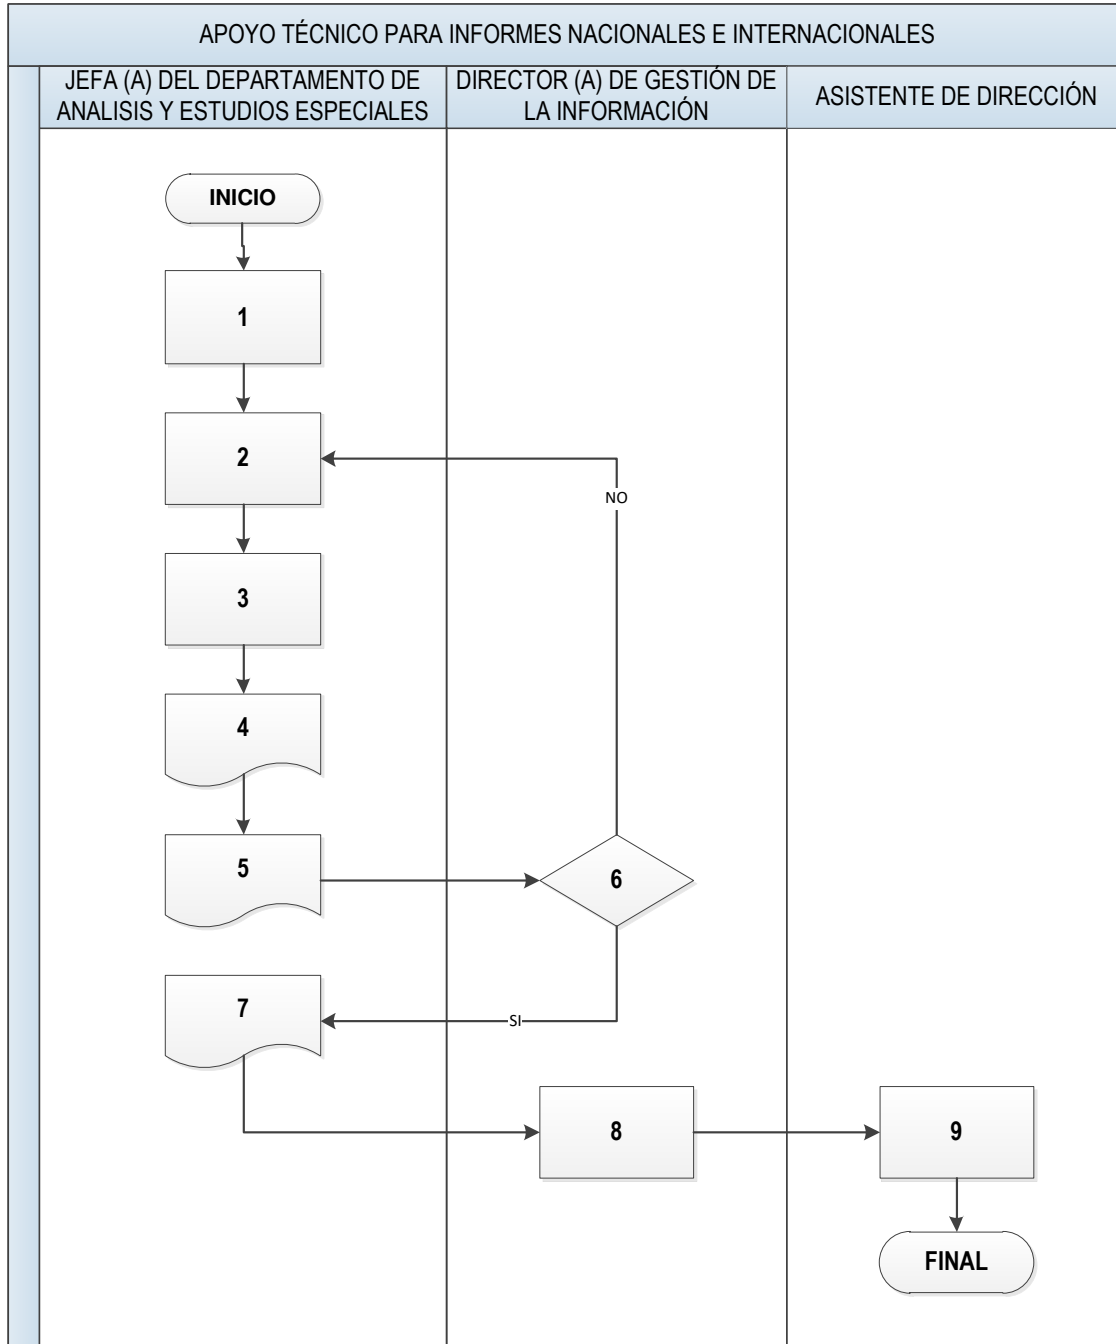 APOYO TÉCNICO PARA INFORMES NACIONALES E INTERNACIONALES
JEFA (A) DEL DEPARTAMENTO DE
ANALISIS Y ESTUDIOS ESPECIALES
DIRECTOR (A) DE GESTIÓN DE
LA INFORMACIÓN
ASISTENTE DE DIRECCIÓN
INICIO
1
2
NO
3
4
5
6
7
SI
8
9
FINAL